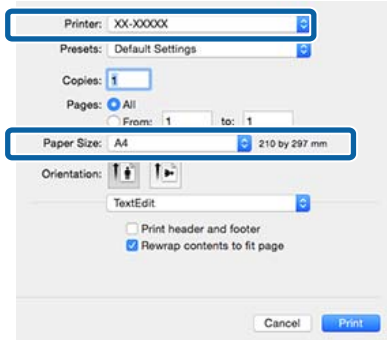 Printer: XX-XXXXX
Presets: Default Settings
Copies: 1
Pages: All
From: 1 to: 1
Paper Size: A4 210 by 297 mm
Orientation:
TextEdit
Print header and footer
Rewrap contents to fit page
Cancel Print